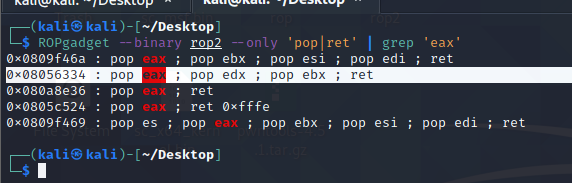 (kali㉿kali)-[~/Desktop]
$ ROPgadget --binary rop2 --only 'pop|ret' | grep 'eax'
0x0809f46a : pop eax ; pop ebx ; pop esi ; pop edi ; ret
0x08056334 : pop eax ; pop edx ; pop ebx ; ret
0x080a8e36 : pop eax ; ret
0x0805c524 : pop eax ; ret 0xfffe
0x0809f469 : pop es ; pop eax ; pop ebx ; pop esi ; pop edi ; ret
(kali㉿kali)-[~/Desktop]
$